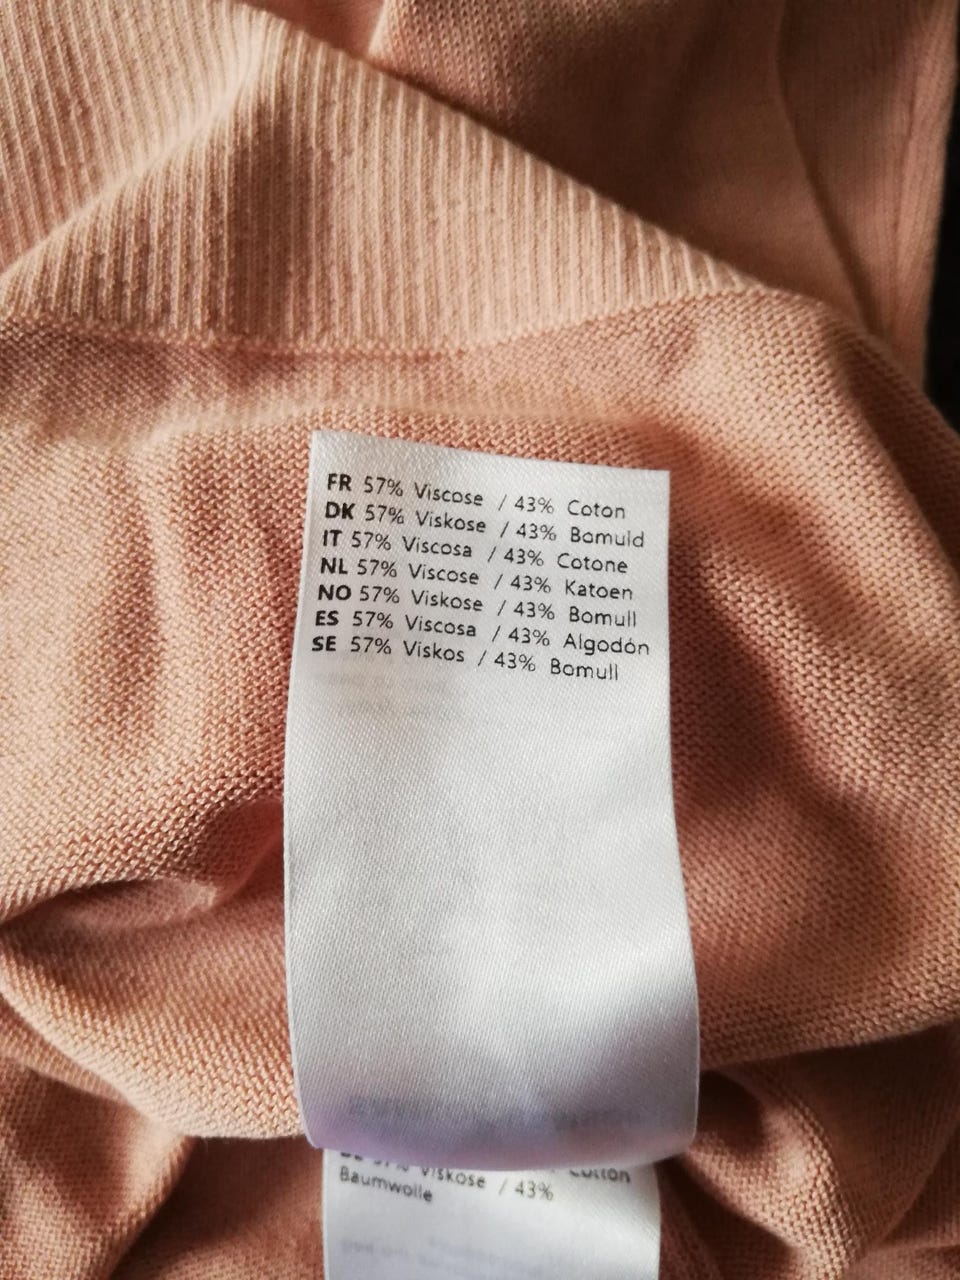 FR 57% Viscose / 43% Coton
DK 57% Viskose / 43% Bomuld
IT 57% Viscosa / 43% Cotone
NL 57% Viscose / 43% Katoen
NO 57% Viskose / 43% Bomull
ES 57% Viscosa / 43% Algodón
SE 57% Viskos / 43% Bomull
Cotton
57% Viskose / 43%
Baumwolle